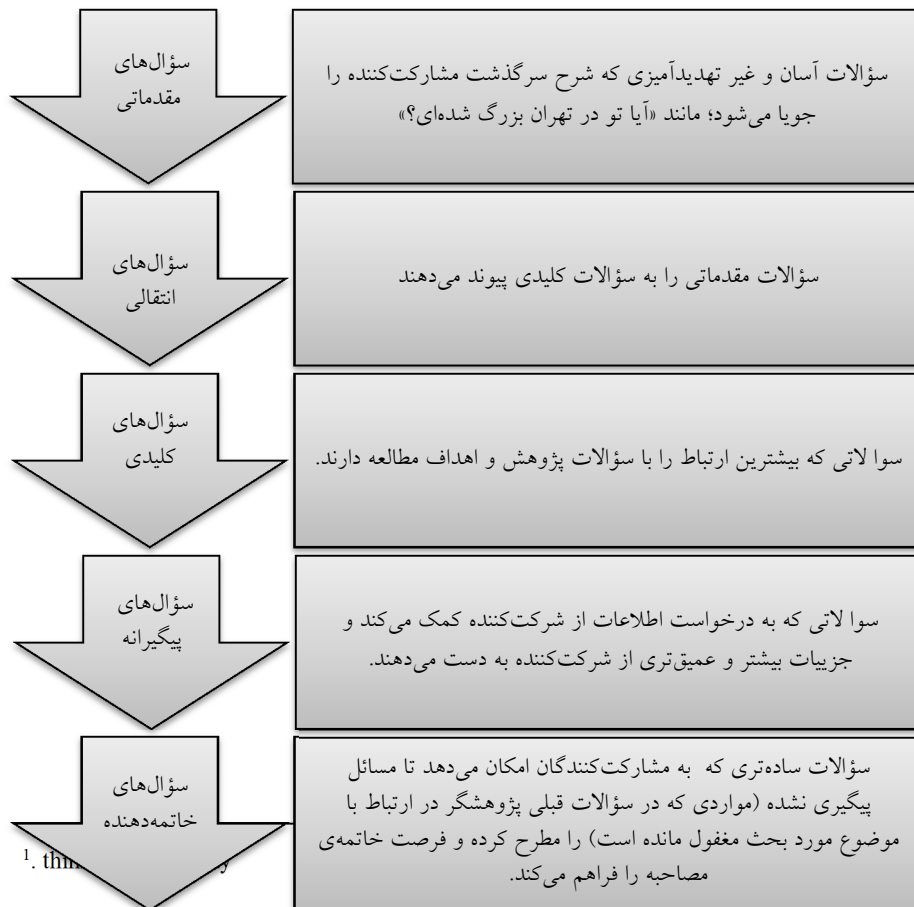 سؤال‌های
مقدماتی
سؤالات آسان و غیر تهدیدآمیزی که شرح سرگذشت مشارکت‌کننده را
جویا می‌شود؛ مانند «آیا تو در تهران بزرگ شده‌ای؟»
سؤال‌های
انتقالی
سؤالات مقدماتی را به سؤالات کلیدی پیوند می‌دهند
سؤال‌های
کلیدی
سوا لاتی که بیشترین ارتباط را با سؤالات پژوهش و اهداف مطالعه دارند.
سؤال‌های
پیگیرانه
سوا لاتی که به درخواست اطلاعات از شرکت‌کننده کمک می‌کند و
جزییات بیشتر و عمیق‌تری از شرکت‌کننده به دست می‌دهند.
سؤال‌های
خاتمه‌دهنده
سؤالات ساده‌تری که به مشارکت‌کنندگان امکان می‌دهد تا مسائل
پیگیری نشده (مواردی که در سؤالات قبلی پژوهشگر در ارتباط با
موضوع مورد بحث مغفول مانده است) را مطرح کرده و فرصت خاتمه‌ی
مصاحبه را فراهم می‌کند.
1.